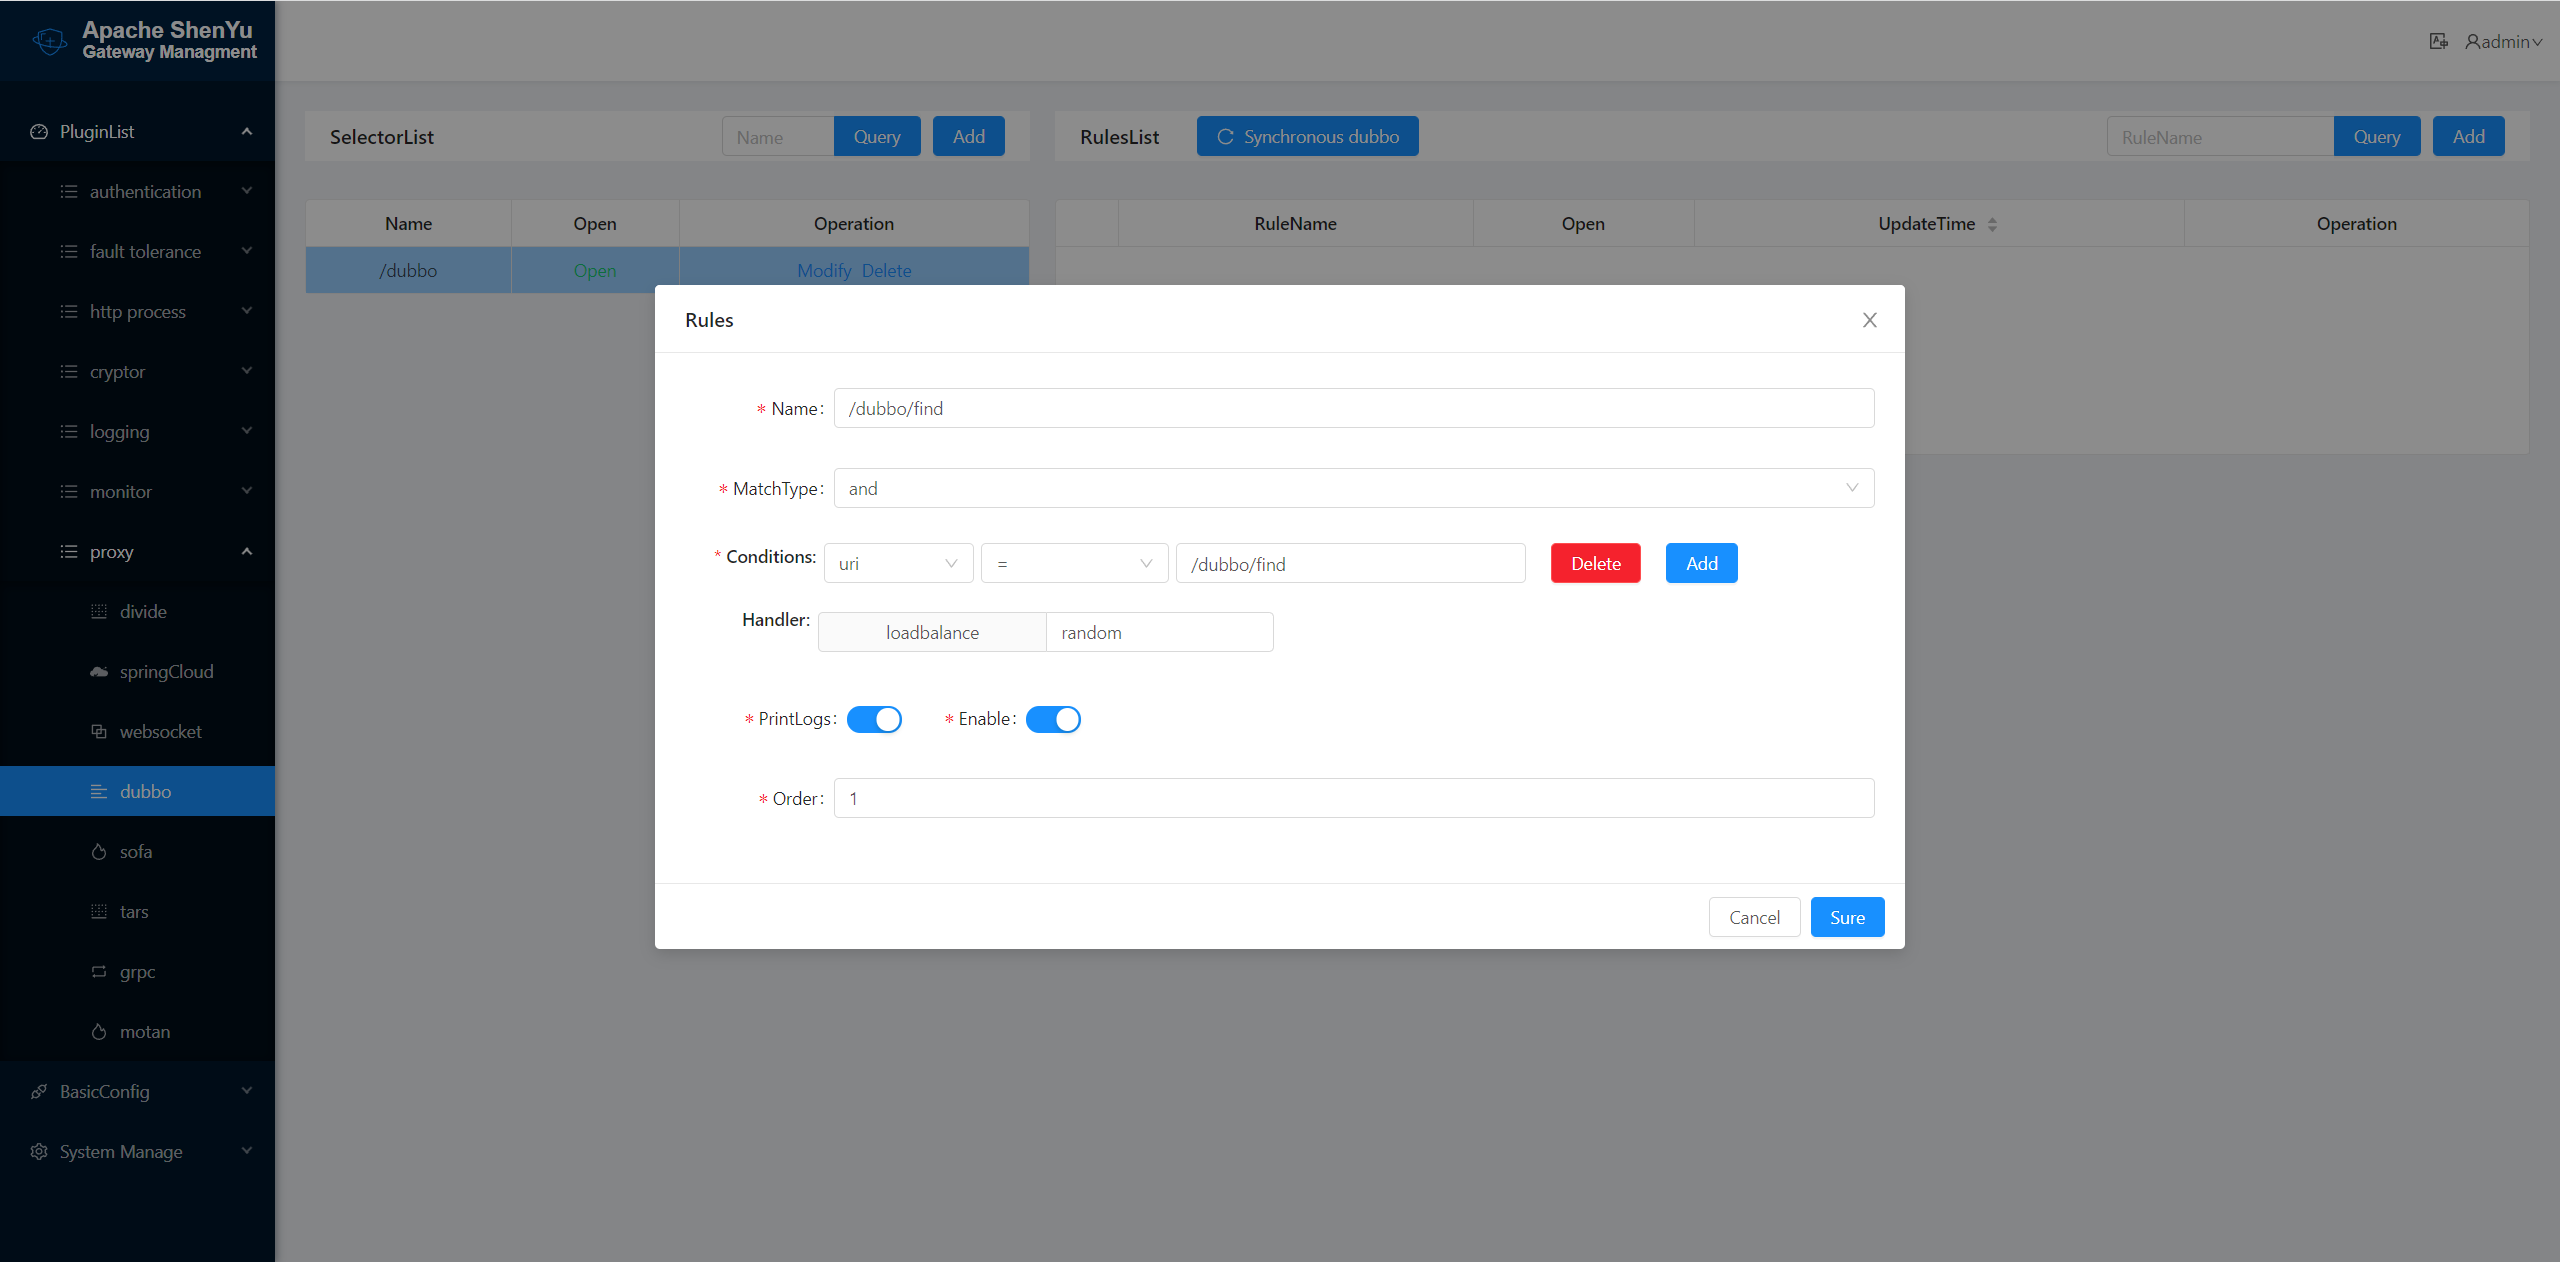 Apache ShenYu
Gateway Managment
admin
PluginList
authentication
fault tolerance
http process
cryptor
logging
monitor
proxy
divide
springCloud
websocket
dubbo
sofa
tars
grpc
motan
BasicConfig
System Manage
SelectorList
Name
Query
Add
Name Open Operation
/dubbo Open Modify Delete
RulesList
Synchronous dubbo
RuleName
Query
Add
RuleName Open UpdateTime Operation
Rules
* Name: /dubbo/find
* MatchType: and
* Conditions: uri = /dubbo/find Delete Add
Handler: loadbalance random
* PrintLogs: * Enable:
* Order: 1
Cancel Sure